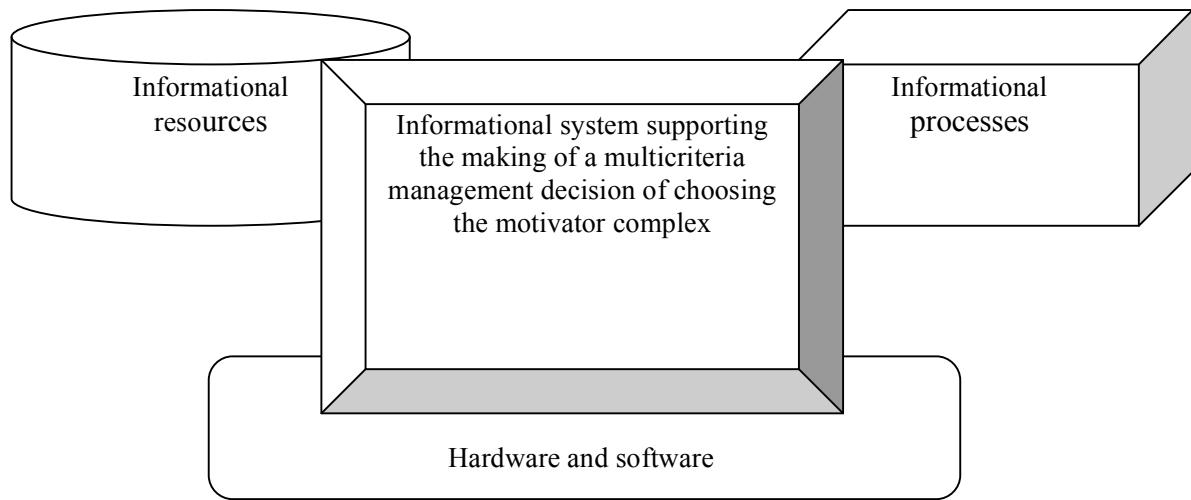 Informational
resources
Informational system supporting
the making of a multicriteria
management decision of choosing
the motivator complex
Informational
processes
Hardware and software